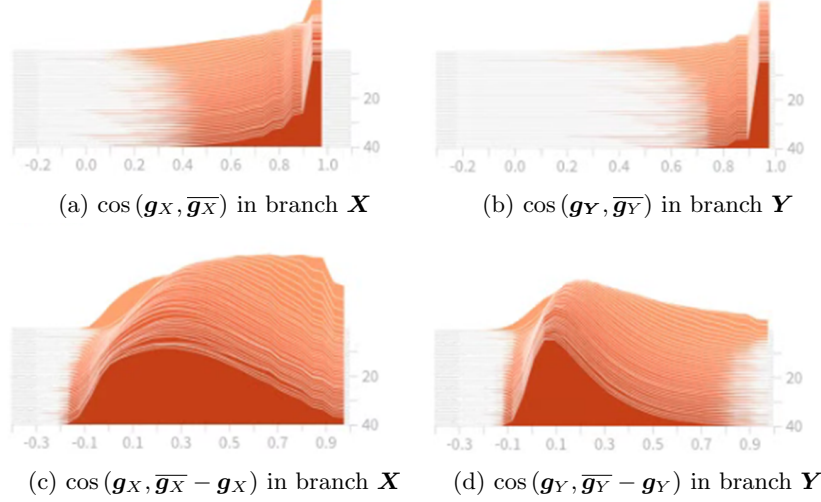 20
40
-0.2 0.0 0.2 0.4 0.6 0.8 1.0
(a) cos (g_X, \overline{g_X}) in branch X
20
40
-0.2 0.0 0.2 0.4 0.6 0.8 1.0
(b) cos (g_Y, \overline{g_Y}) in branch Y
20
40
-0.3 -0.1 0.1 0.3 0.5 0.7 0.9
(c) cos (g_X, \overline{g_X} − g_X) in branch X
20
40
-0.3 -0.1 0.1 0.3 0.5 0.7 0.9
(d) cos (g_Y, \overline{g_Y} − g_Y) in branch Y